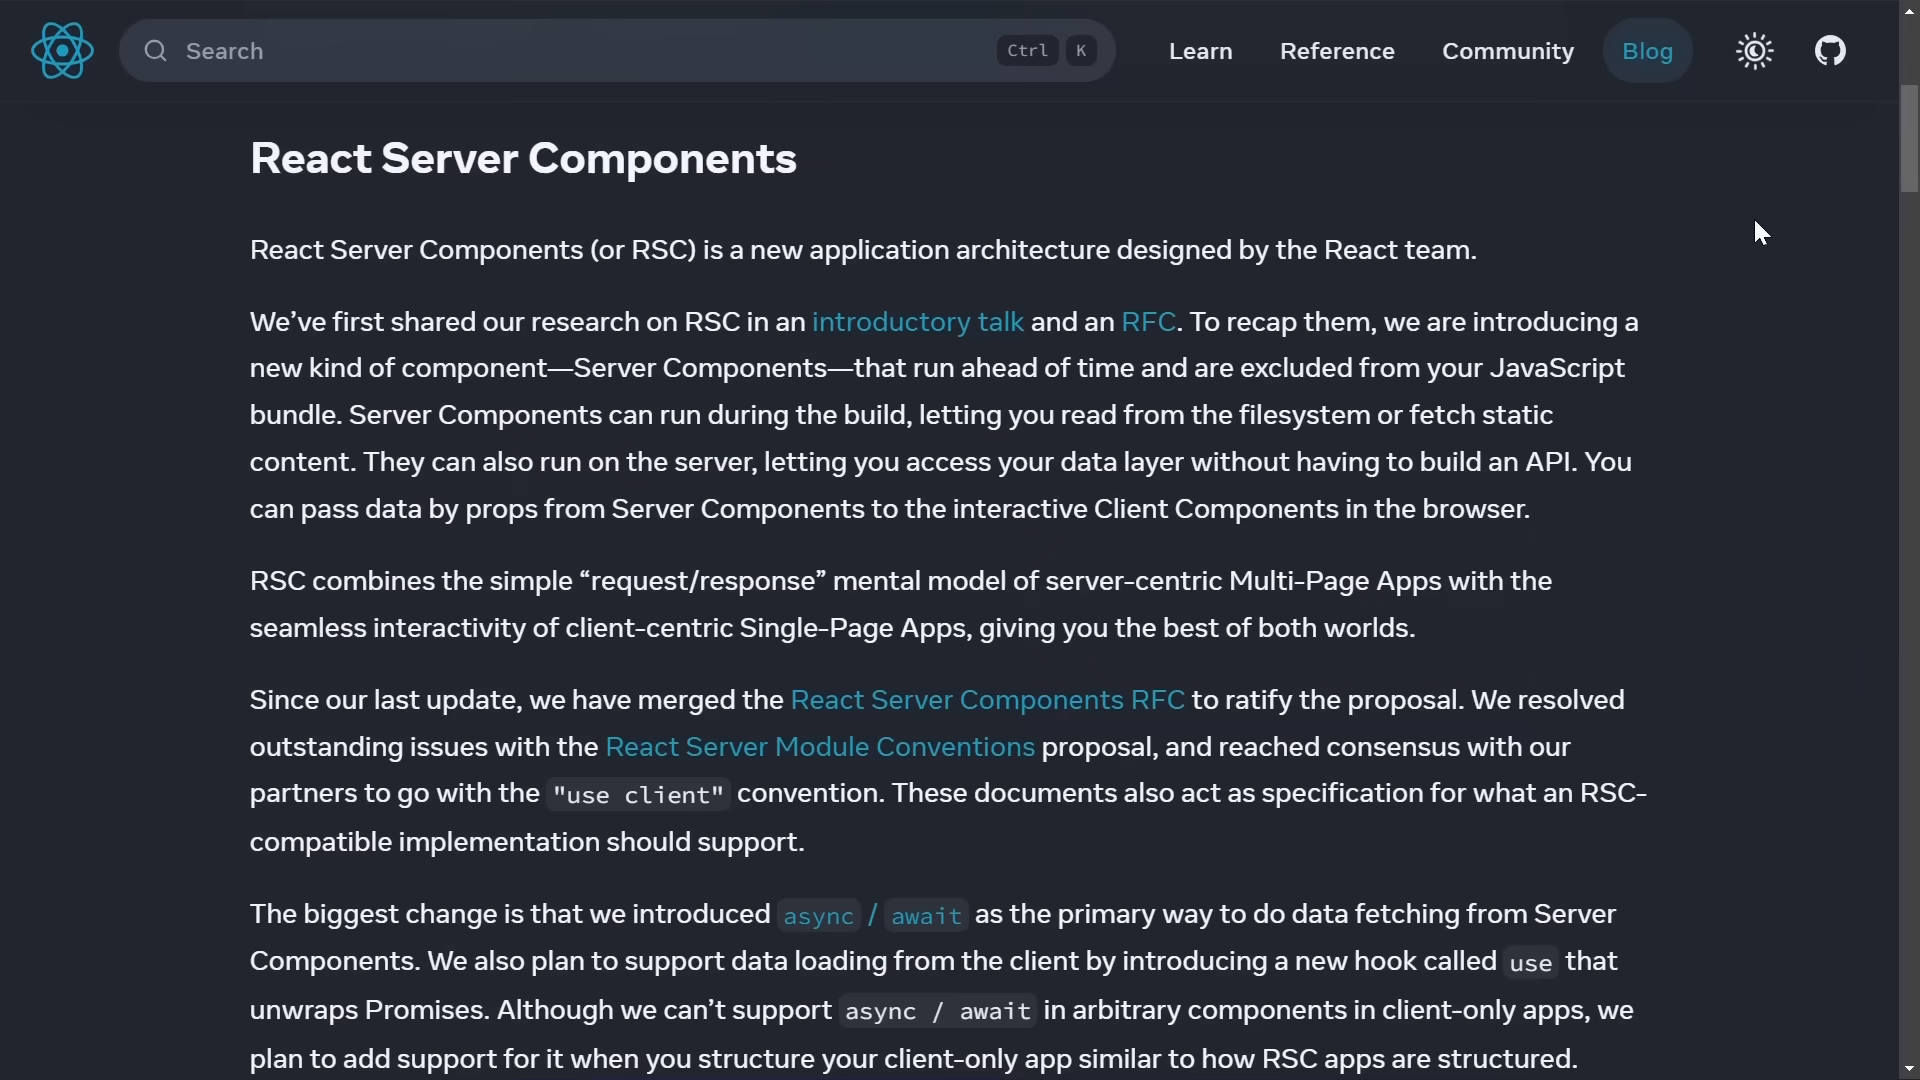 Search Ctrl K Learn Reference Community Blog
React Server Components
React Server Components (or RSC) is a new application architecture designed by the React team.
We’ve first shared our research on RSC in an introductory talk and an RFC. To recap them, we are introducing a
new kind of component—Server Components—that run ahead of time and are excluded from your JavaScript
bundle. Server Components can run during the build, letting you read from the filesystem or fetch static
content. They can also run on the server, letting you access your data layer without having to build an API. You
can pass data by props from Server Components to the interactive Client Components in the browser.
RSC combines the simple “request/response” mental model of server-centric Multi-Page Apps with the
seamless interactivity of client-centric Single-Page Apps, giving you the best of both worlds.
Since our last update, we have merged the React Server Components RFC to ratify the proposal. We resolved
outstanding issues with the React Server Module Conventions proposal, and reached consensus with our
partners to go with the "use client" convention. These documents also act as specification for what an RSC-
compatible implementation should support.
The biggest change is that we introduced async / await as the primary way to do data fetching from Server
Components. We also plan to support data loading from the client by introducing a new hook called use that
unwraps Promises. Although we can’t support async / await in arbitrary components in client-only apps, we
plan to add support for it when you structure your client-only app similar to how RSC apps are structured.